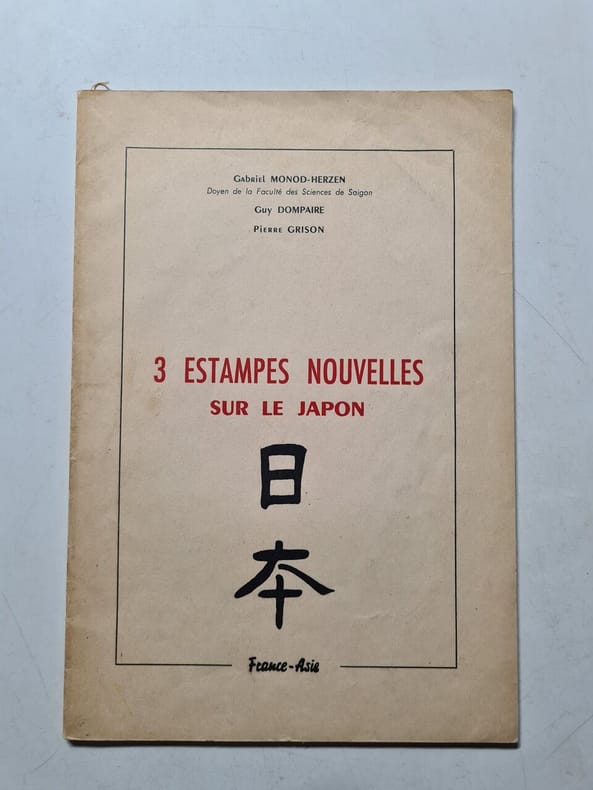 Gabriel MONOD-HERZEN
Doyen de la Faculté des Sciences de Saigon
Guy DOMPAIRE
Pierre GRISON
3 ESTAMPES NOUVELLES
SUR LE JAPON
日
本
France-Asie